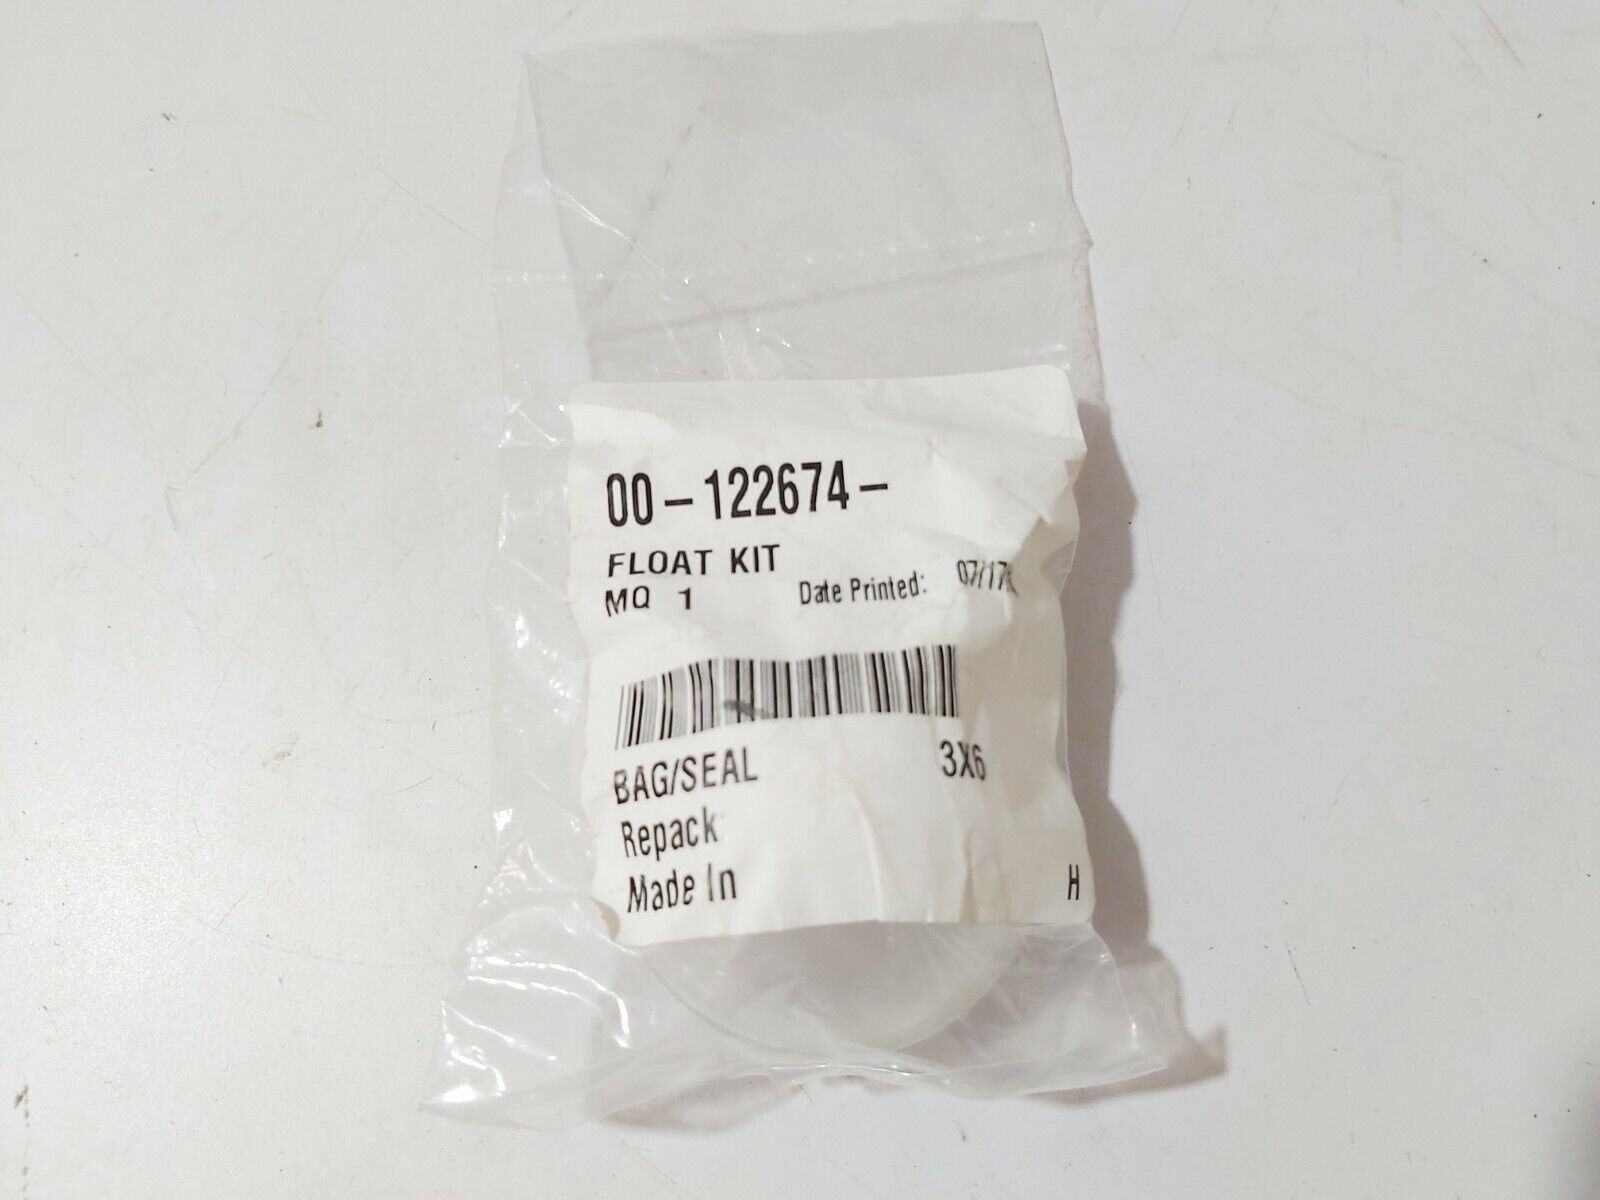 00-122674-
FLOAT KIT
MQ 1 Date Printed:
BAG/SEAL 3X6
Repack
Made In H